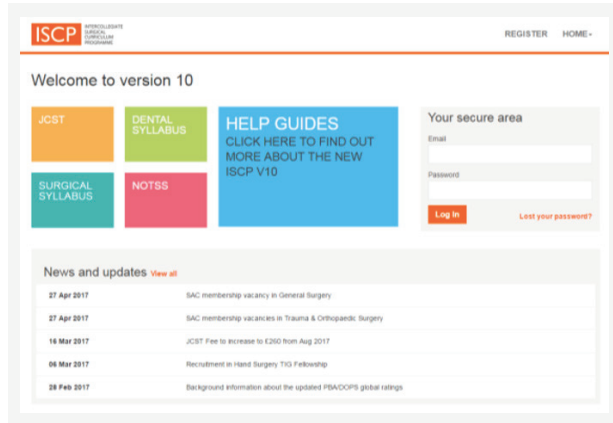 ISCP
INTERCOLLEGIATE
SURGICAL
CURRICULUM
PROGRAMME
REGISTER HOME
Welcome to version 10
JCST
DENTAL
SYLLABUS
SURGICAL
SYLLABUS
NOTSS
HELP GUIDES
CLICK HERE TO FIND OUT
MORE ABOUT THE NEW
ISCP V10
Your secure area
Email
Password
Log in Lost your password?
News and updates View all
27 Apr 2017 SAC membership vacancy in General Surgery
27 Apr 2017 SAC membership vacancies in Trauma & Orthopaedic Surgery
16 Mar 2017 JCST Fee to increase to £260 from Aug 2017
06 Mar 2017 Recruitment in Hand Surgery TIG Fellowship
28 Feb 2017 Background information about the updated PBA/DOPS global ratings